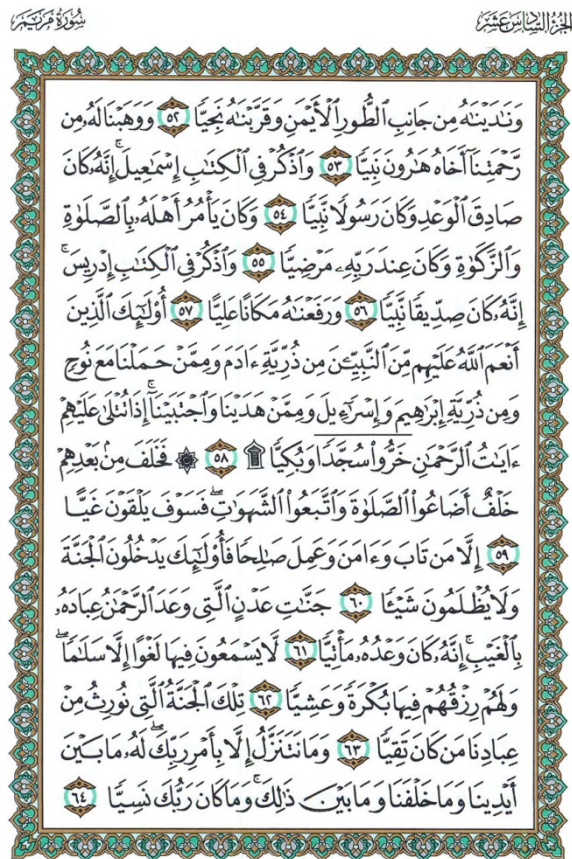 الجزء السادس عشر
سورة مريم
وَنَٰدَيْنَٰهُ مِن جَانِبِ ٱلطُّورِ ٱلْأَيْمَنِ وَقَرَّبْنَٰهُ نَجِيًّا ٥٢ وَوَهَبْنَا لَهُۥ مِن
رَّحْمَتِنَآ أَخَاهُ هَٰرُونَ نَبِيًّا ٥٣ وَٱذْكُرْ فِى ٱلْكِتَٰبِ إِسْمَٰعِيلَ ۚ إِنَّهُۥ كَانَ
صَادِقَ ٱلْوَعْدِ وَكَانَ رَسُولًا نَّبِيًّا ٥٤ وَكَانَ يَأْمُرُ أَهْلَهُۥ بِٱلصَّلَوٰةِ
وَٱلزَّكَوٰةِ وَكَانَ عِندَ رَبِّهِۦ مَرْضِيًّا ٥٥ وَٱذْكُرْ فِى ٱلْكِتَٰبِ إِدْرِيسَ ۚ
إِنَّهُۥ كَانَ صِدِّيقًا نَّبِيًّا ٥٦ وَرَفَعْنَٰهُ مَكَانًا عَلِيًّا ٥٧ أُو۟لَٰٓئِكَ ٱلَّذِينَ
أَنْعَمَ ٱللَّهُ عَلَيْهِم مِّنَ ٱلنَّبِيِّـۧنَ مِن ذُرِّيَّةِ ءَادَمَ وَمِمَّنْ حَمَلْنَا مَعَ نُوحٍ
وَمِن ذُرِّيَّةِ إِبْرَٰهِيمَ وَإِسْرَٰٓءِيلَ وَمِمَّنْ هَدَيْنَا وَٱجْتَبَيْنَآ ۚ إِذَا تُتْلَىٰ عَلَيْهِمْ
ءَايَٰتُ ٱلرَّحْمَٰنِ خَرُّوا۟ سُجَّدًا وَبُكِيًّا ۩ ٥٨ ۞ فَخَلَفَ مِنۢ بَعْدِهِمْ
خَلْفٌ أَضَاعُوا۟ ٱلصَّلَوٰةَ وَٱتَّبَعُوا۟ ٱلشَّهَوَٰتِ ۖ فَسَوْفَ يَلْقَوْنَ غَيًّا
٥٩ إِلَّا مَن تَابَ وَءَامَنَ وَعَمِلَ صَٰلِحًا فَأُو۟لَٰٓئِكَ يَدْخُلُونَ ٱلْجَنَّةَ
وَلَا يُظْلَمُونَ شَيْـًٔا ٦٠ جَنَّٰتِ عَدْنٍ ٱلَّتِى وَعَدَ ٱلرَّحْمَٰنُ عِبَادَهُۥ
بِٱلْغَيْبِ ۚ إِنَّهُۥ كَانَ وَعْدُهُۥ مَأْتِيًّا ٦١ لَّا يَسْمَعُونَ فِيهَا لَغْوًا إِلَّا سَلَٰمًا ۖ
وَلَهُمْ رِزْقُهُمْ فِيهَا بُكْرَةً وَعَشِيًّا ٦٢ تِلْكَ ٱلْجَنَّةُ ٱلَّتِى نُورِثُ مِنْ
عِبَادِنَا مَن كَانَ تَقِيًّا ٦٣ وَمَا نَتَنَزَّلُ إِلَّا بِأَمْرِ رَبِّكَ ۖ لَهُۥ مَا بَيْنَ
أَيْدِينَا وَمَا خَلْفَنَا وَمَا بَيْنَ ذَٰلِكَ ۚ وَمَا كَانَ رَبُّكَ نَسِيًّا ٦٤